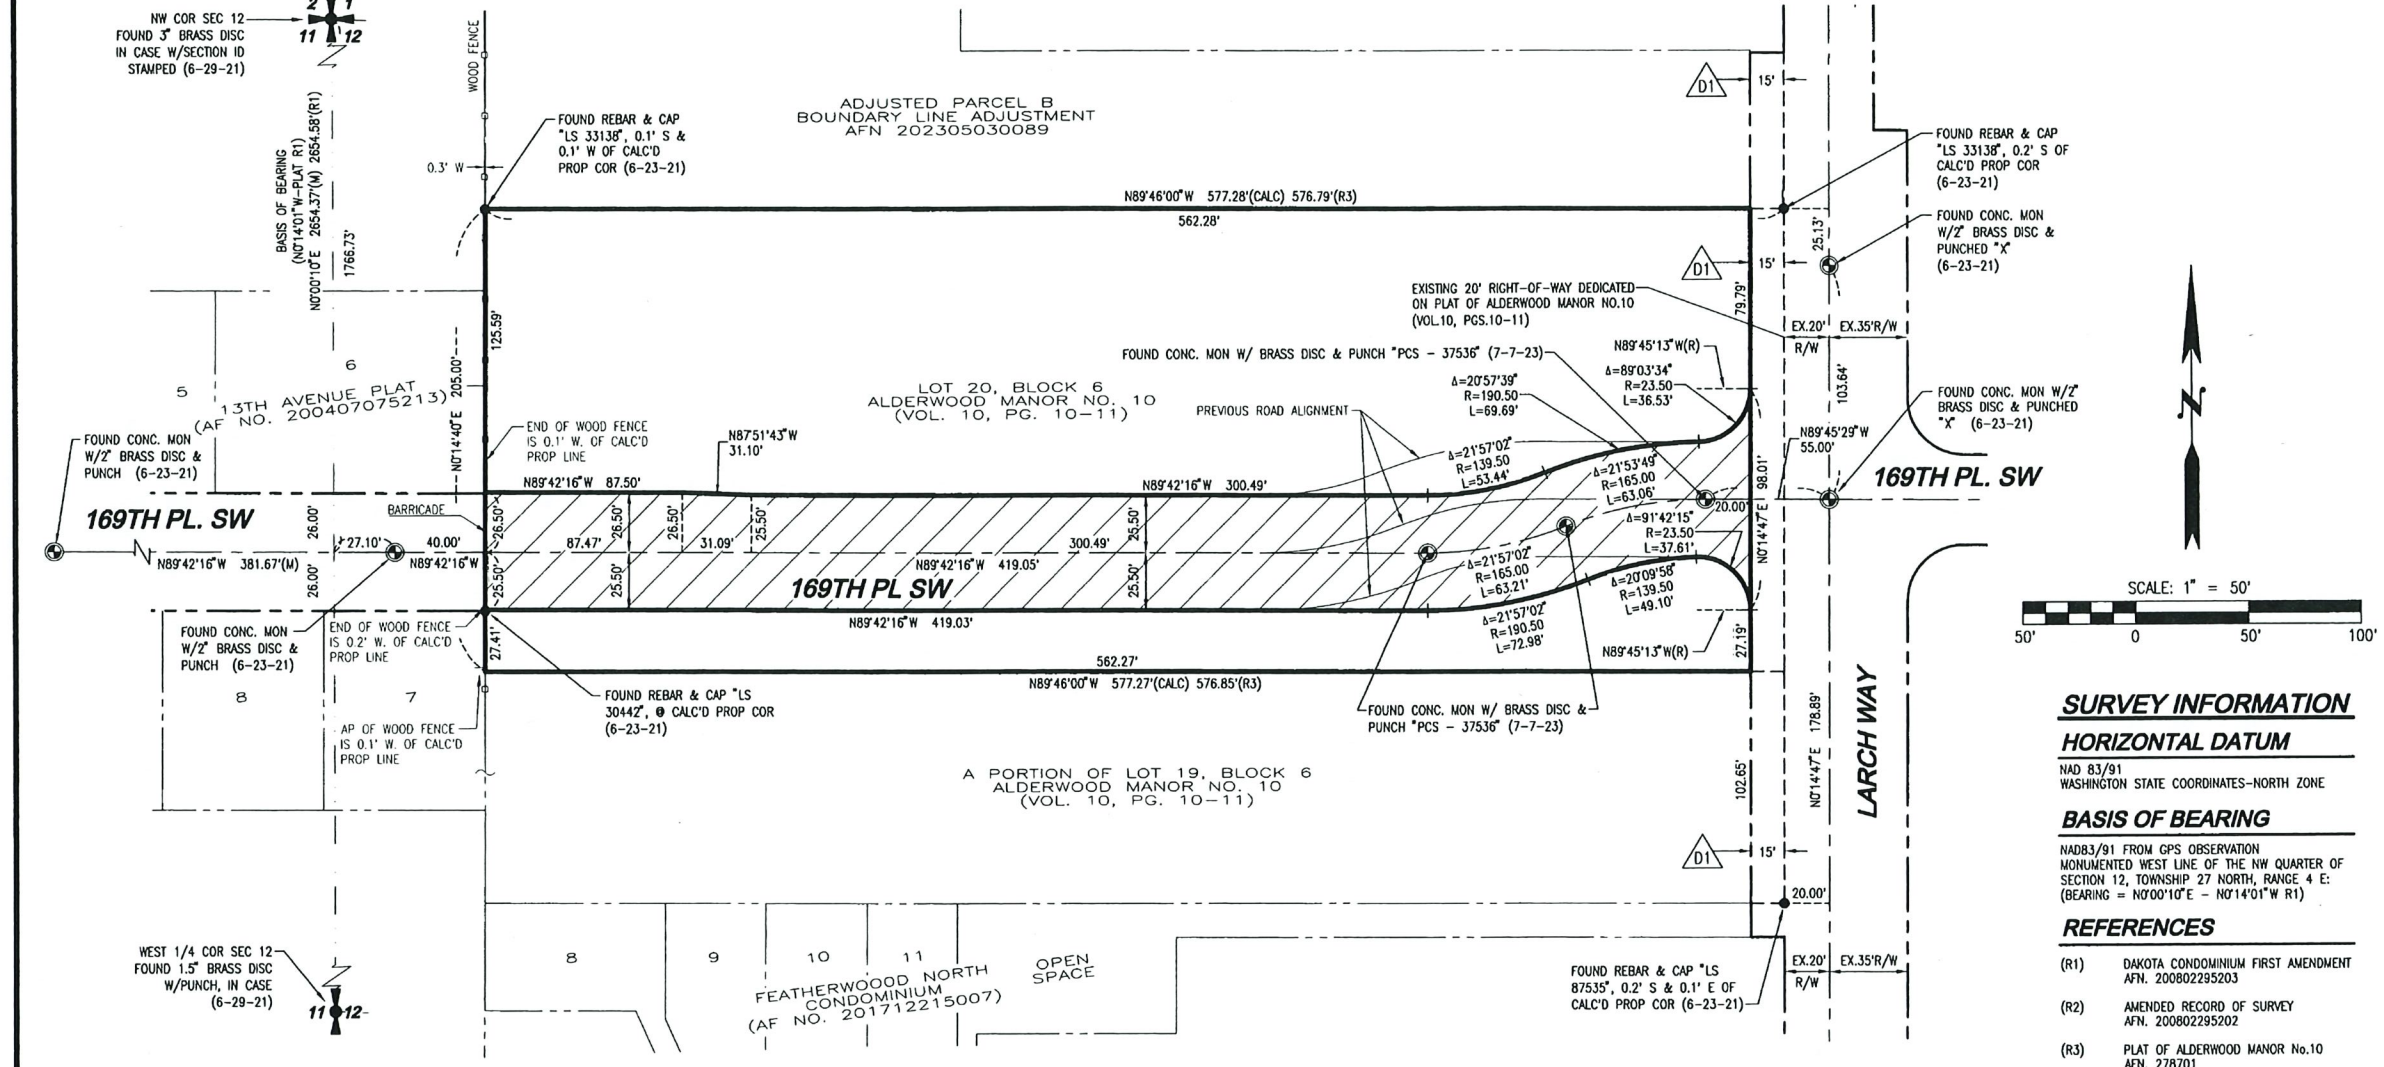 2 1
NW COR SEC 12
FOUND 3" BRASS DISC
IN CASE W/SECTION ID
STAMPED (6-29-21)
11 12
WOOD FENCE
BASIS OF BEARING
(N0°14'01"W-PLAT R1)
N0°00'10"E 2654.37'(M) 2654.58'(R1)
1766.73'
FOUND REBAR & CAP
"LS 33138", 0.1' S &
0.1' W OF CALC'D
PROP COR (6-23-21)
0.3' W
ADJUSTED PARCEL B
BOUNDARY LINE ADJUSTMENT
AFN 202305030089
D1
15'
FOUND REBAR & CAP
"LS 33138", 0.2' S OF
CALC'D PROP COR
(6-23-21)
N89°46'00"W 577.28'(CALC) 576.79'(R3)
562.28'
25.13'
FOUND CONC. MON
W/2" BRASS DISC &
PUNCHED "X"
(6-23-21)
D1
15'
EXISTING 20' RIGHT-OF-WAY DEDICATED
ON PLAT OF ALDERWOOD MANOR NO.10
(VOL.10, PGS.10-11)
79.79'
EX.20' EX.35'R/W
R/W
125.59'
N0°14'40"E 205.00'
5
6
13TH AVENUE PLAT
(AF NO. 200407075213)
FOUND CONC. MON W/ BRASS DISC & PUNCH "PCS - 37536" (7-7-23)
N89°45'13"W(R)
Δ=89°03'34"
R=23.50
L=36.53'
Δ=20°57'39"
R=190.50
L=69.69'
LOT 20, BLOCK 6
ALDERWOOD MANOR NO. 10
(VOL. 10, PG. 10-11)
PREVIOUS ROAD ALIGNMENT
103.64'
FOUND CONC. MON W/2"
BRASS DISC & PUNCHED
"X" (6-23-21)
N
FOUND CONC. MON
W/2" BRASS DISC &
PUNCH (6-23-21)
END OF WOOD FENCE
IS 0.1' W. OF CALC'D
PROP LINE
N87°51'43"W
31.10'
Δ=21°57'02"
R=139.50
L=53.44'
Δ=21°53'49"
R=165.00
L=63.06'
N89°45'29"W
55.00'
98.01'
N0°14'47"E
169TH PL. SW
N89°42'16"W 87.50'
N89°42'16"W 300.49'
169TH PL. SW
BARRICADE
26.00'
26.50'
26.50'
26.50'
25.50'
25.50'
20.00'
Δ=91°42'15"
R=23.50
L=37.61'
27.10'
40.00'
87.47'
31.09'
300.49'
N89°42'16"W 381.67'(M)
N89°42'16"W
N89°42'16"W 419.05'
26.00'
25.50'
25.50'
25.50'
169TH PL SW
Δ=21°57'02"
R=165.00
L=63.21'
Δ=20°09'58"
R=139.50
L=49.10'
SCALE: 1" = 50'
50' 0 50' 100'
FOUND CONC. MON
W/2" BRASS DISC &
PUNCH (6-23-21)
END OF WOOD FENCE
IS 0.2' W. OF CALC'D
PROP LINE
27.41'
N89°42'16"W 419.03'
Δ=21°57'02"
R=190.50
L=72.98'
N89°45'13"W(R)
27.19'
562.27'
N89°46'00"W 577.27'(CALC) 576.85'(R3)
8
7
FOUND REBAR & CAP "LS
30442", @ CALC'D PROP COR
(6-23-21)
FOUND CONC. MON W/ BRASS DISC &
PUNCH "PCS - 37536" (7-7-23)
AP OF WOOD FENCE
IS 0.1' W. OF CALC'D
PROP LINE
A PORTION OF LOT 19, BLOCK 6
ALDERWOOD MANOR NO. 10
(VOL. 10, PG. 10-11)
102.65'
N0°14'47"E 178.89'
LARCH WAY
SURVEY INFORMATION
HORIZONTAL DATUM
NAD 83/91
WASHINGTON STATE COORDINATES-NORTH ZONE
BASIS OF BEARING
NAD83/91 FROM GPS OBSERVATION
MONUMENTED WEST LINE OF THE NW QUARTER OF
SECTION 12, TOWNSHIP 27 NORTH, RANGE 4 E:
(BEARING = N0°00'10"E - N0°14'01"W R1)
D1
15'
20.00'
REFERENCES
WEST 1/4 COR SEC 12
FOUND 1.5" BRASS DISC
W/PUNCH, IN CASE
(6-29-21)
11 12
8
9
10
11
FEATHERWOOOD NORTH
CONDOMINIUM
(AF NO. 201712215007)
OPEN
SPACE
FOUND REBAR & CAP "LS
87535", 0.2' S & 0.1' E OF
CALC'D PROP COR (6-23-21)
EX.20' EX.35'R/W
R/W
(R1) DAKOTA CONDOMINIUM FIRST AMENDMENT
AFN. 200802295203
(R2) AMENDED RECORD OF SURVEY
AFN. 200802295202
(R3) PLAT OF ALDERWOOD MANOR No.10
AFN. 278701